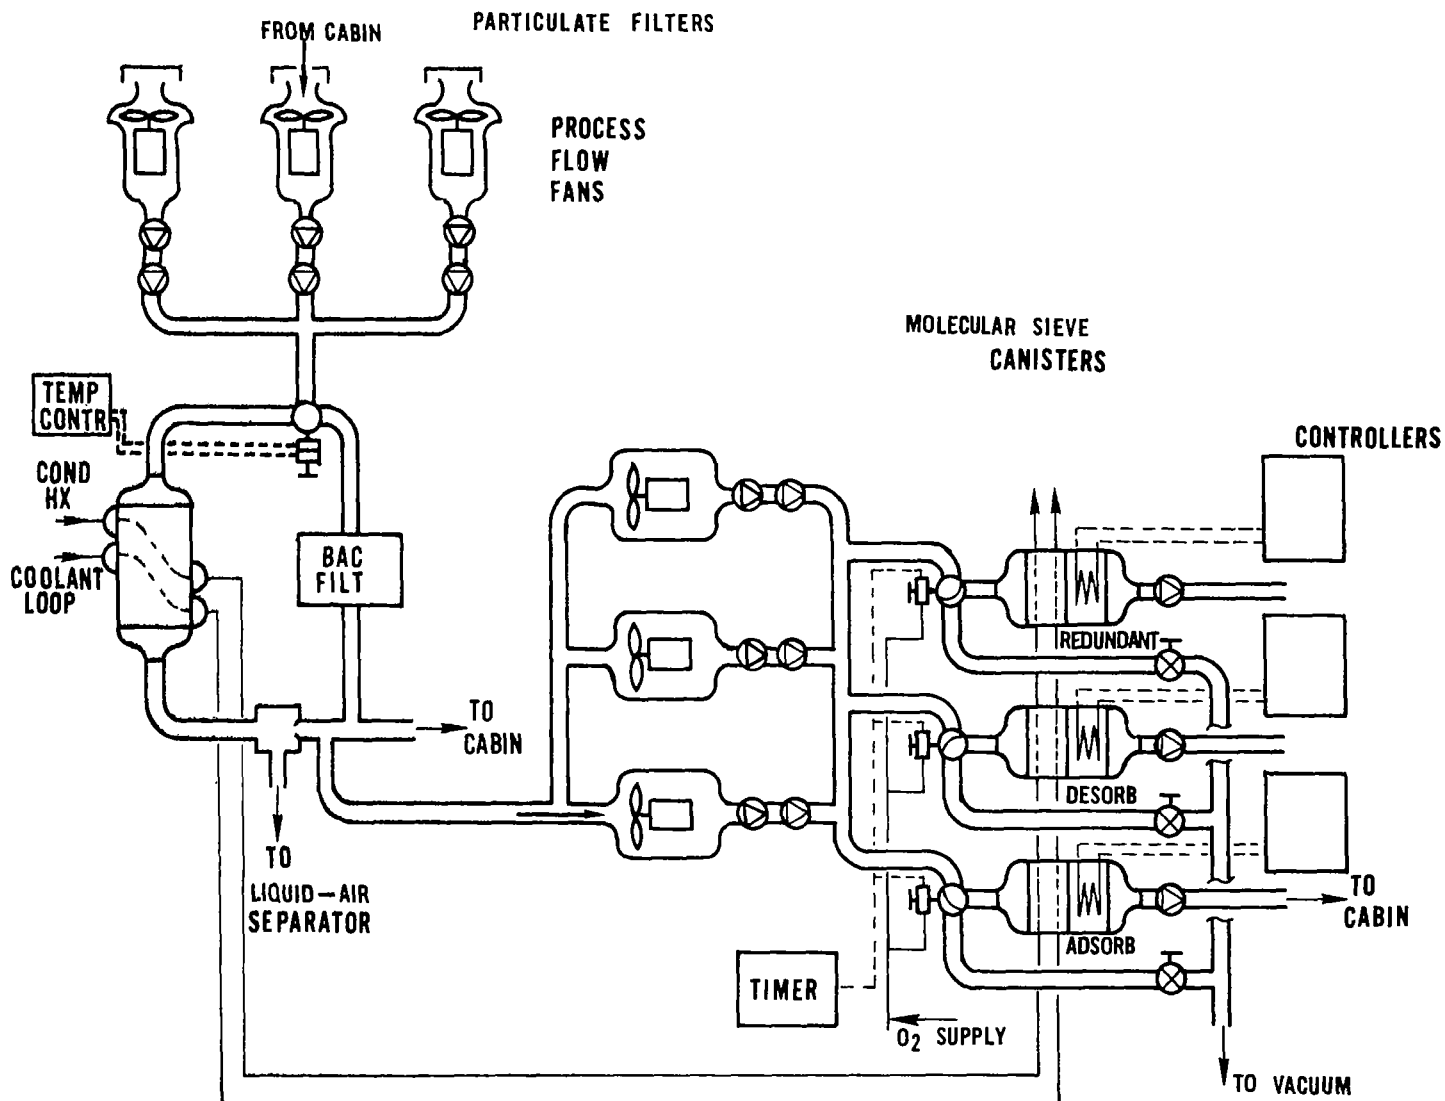 PARTICULATE FILTERS
FROM CABIN
PROCESS
FLOW
FANS
MOLECULAR SIEVE
CANISTERS
TEMP
CONTR
CONTROLLERS
COND
HX
COOLANT
LOOP
BAC
FILT
REDUNDANT
TO
CABIN
DESORB
TO
LIQUID-AIR
SEPARATOR
TO
CABIN
ADSORB
TIMER
O2 SUPPLY
TO VACUUM